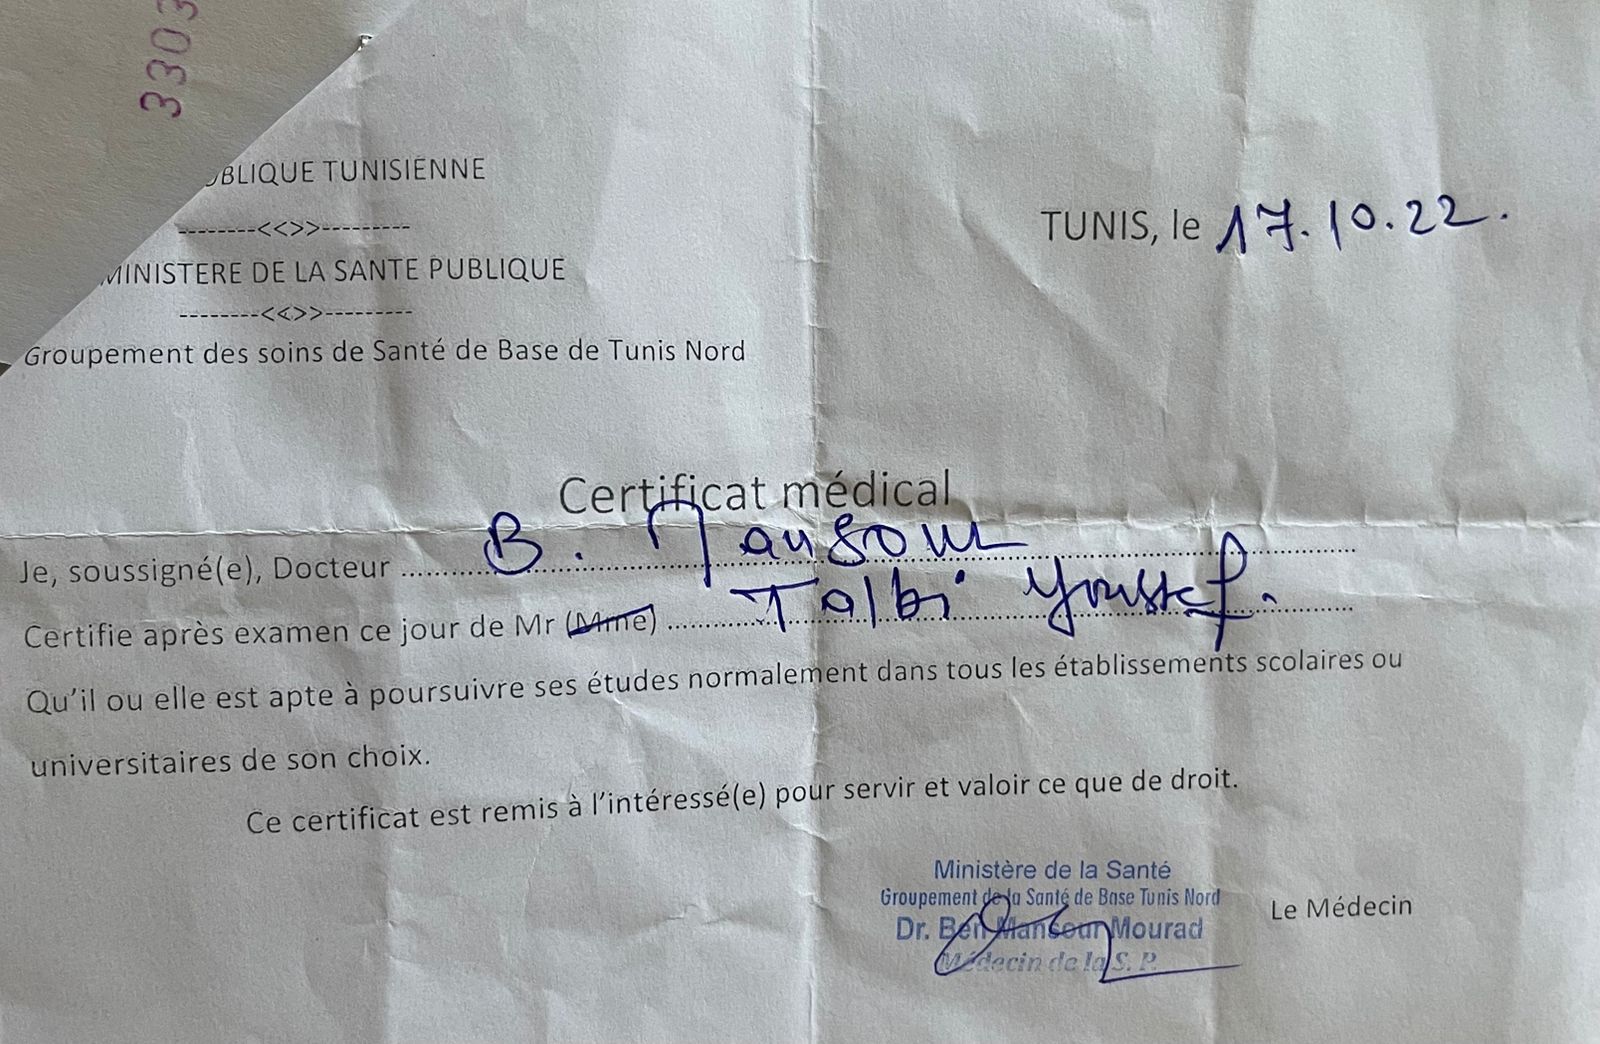 3303
UBLIQUE TUNISIENNE
--------<<>>---------
MINISTERE DE LA SANTE PUBLIQUE
--------<<>>---------
Groupement des soins de Santé de Base de Tunis Nord
TUNIS, le 17.10.22.
Certificat médical
Je, soussigné(e), Docteur B. Mansour
Certifie après examen ce jour de Mr (Mme) Talbi Youssef.
Qu'il ou elle est apte à poursuivre ses études normalement dans tous les établissements scolaires ou
universitaires de son choix.
Ce certificat est remis à l'intéressé(e) pour servir et valoir ce que de droit.
Ministère de la Santé
Groupement de la Santé de Base Tunis Nord
Dr. Ben Mansour Mourad
Médecin de la S. P.
Le Médecin